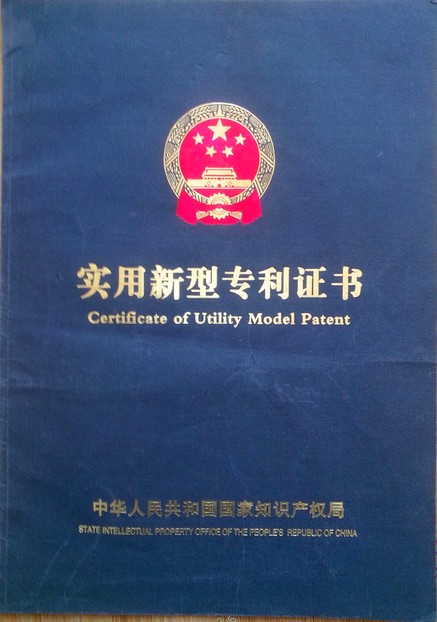 实用新型专利证书
Certificate of Utility Model Patent
中华人民共和国国家知识产权局
STATE INTELLECTUAL PROPERTY OFFICE OF THE PEOPLE'S REPUBLIC OF CHINA